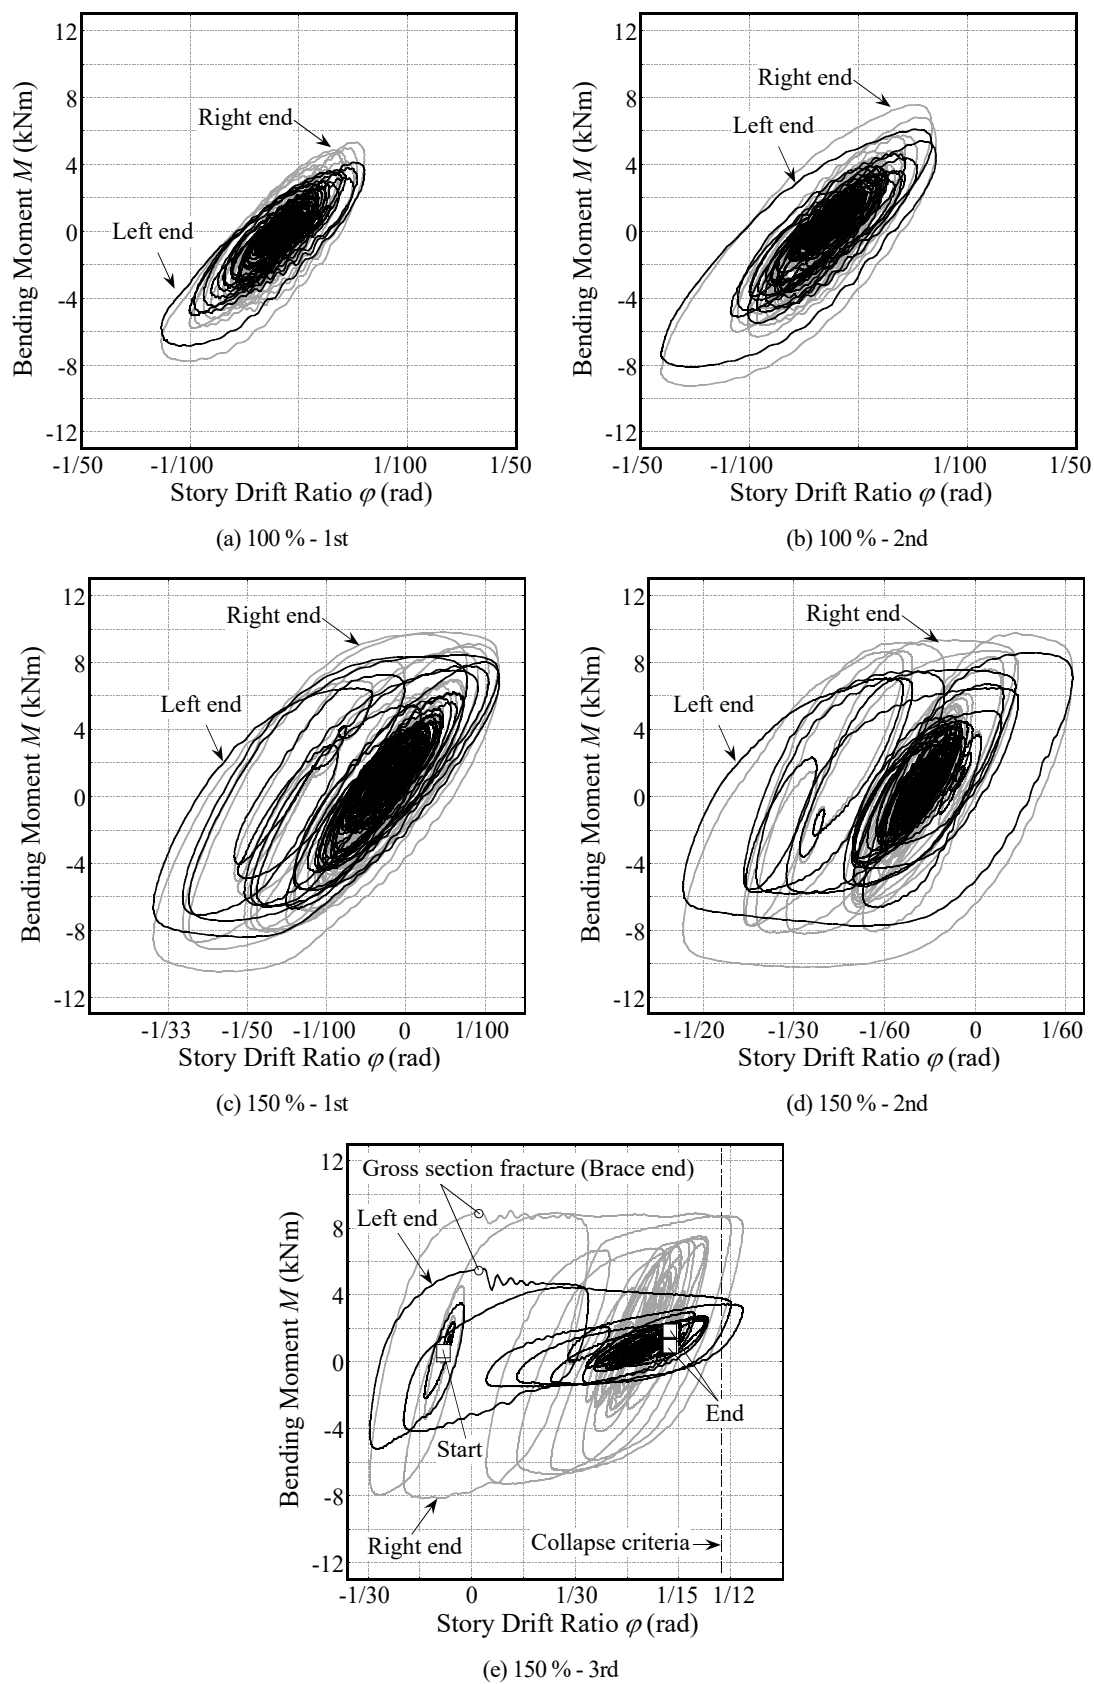 12
8
4
0
-4
-8
-12
Bending Moment M (kNm)
Right end
Left end
-1/50 -1/100 1/100 1/50
Story Drift Ratio φ (rad)
(a) 100 % - 1st
12
8
4
0
-4
-8
-12
Bending Moment M (kNm)
Right end
Left end
-1/50 -1/100 1/100 1/50
Story Drift Ratio φ (rad)
(b) 100 % - 2nd
12
8
4
0
-4
-8
-12
Bending Moment M (kNm)
Right end
Left end
-1/33 -1/50 -1/100 0 1/100
Story Drift Ratio φ (rad)
(c) 150 % - 1st
12
8
4
0
-4
-8
-12
Bending Moment M (kNm)
Right end
Left end
-1/20 -1/30 -1/60 0 1/60
Story Drift Ratio φ (rad)
(d) 150 % - 2nd
12
8
4
0
-4
-8
-12
Bending Moment M (kNm)
Gross section fracture (Brace end)
Left end
End
Start
Right end
Collapse criteria
-1/30 0 1/30 1/15 1/12
Story Drift Ratio φ (rad)
(e) 150 % - 3rd